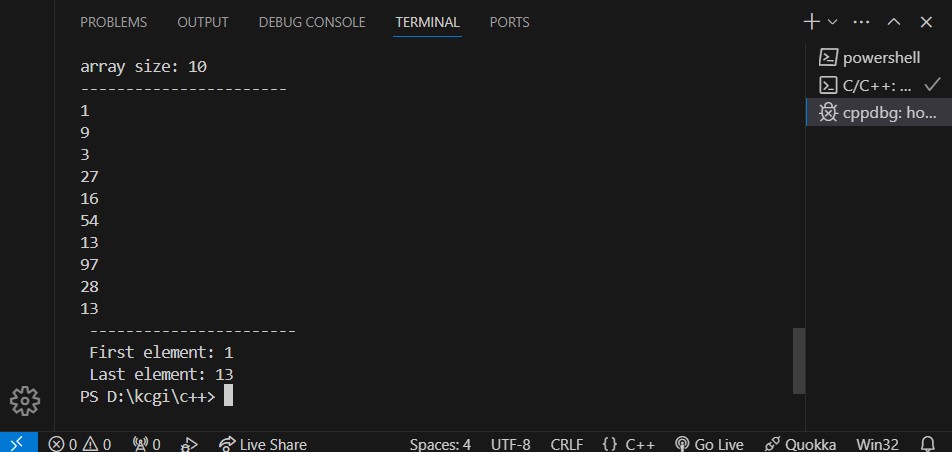 PROBLEMS OUTPUT DEBUG CONSOLE TERMINAL PORTS
array size: 10
-----------------------
1
9
3
27
16
54
13
97
28
13
-----------------------
First element: 1
Last element: 13
PS D:\kcgi\c++>
powershell
C/C++: ...
cppdbg: ho...
0 0 0 Live Share Spaces: 4 UTF-8 CRLF {} C++ Go Live Quokka Win32